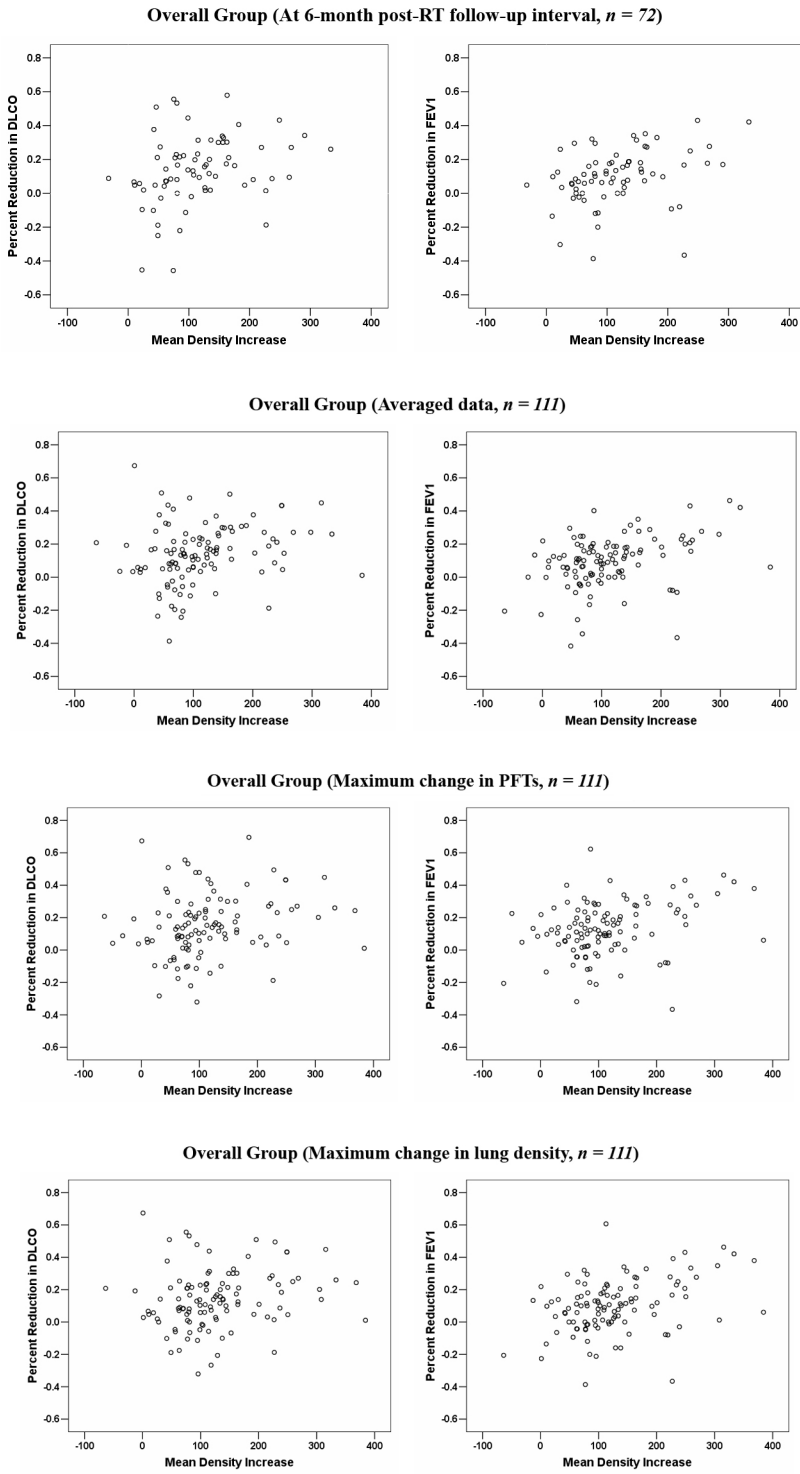 Overall Group (At 6-month post-RT follow-up interval, n = 72)
0.8
0.6
0.4
0.2
0.0
-0.2
-0.4
-0.6
Percent Reduction in DLCO
-100 0 100 200 300 400
Mean Density Increase
0.8
0.6
0.4
0.2
0.0
-0.2
-0.4
-0.6
Percent Reduction in FEV1
-100 0 100 200 300 400
Mean Density Increase
Overall Group (Averaged data, n = 111)
0.8
0.6
0.4
0.2
0.0
-0.2
-0.4
-0.6
Percent Reduction in DLCO
-100 0 100 200 300 400
Mean Density Increase
0.8
0.6
0.4
0.2
0.0
-0.2
-0.4
-0.6
Percent Reduction in FEV1
-100 0 100 200 300 400
Mean Density Increase
Overall Group (Maximum change in PFTs, n = 111)
0.8
0.6
0.4
0.2
0.0
-0.2
-0.4
-0.6
Percent Reduction in DLCO
-100 0 100 200 300 400
Mean Density Increase
0.8
0.6
0.4
0.2
0.0
-0.2
-0.4
-0.6
Percent Reduction in FEV1
-100 0 100 200 300 400
Mean Density Increase
Overall Group (Maximum change in lung density, n = 111)
0.8
0.6
0.4
0.2
0.0
-0.2
-0.4
-0.6
Percent Reduction in DLCO
-100 0 100 200 300 400
Mean Density Increase
0.8
0.6
0.4
0.2
0.0
-0.2
-0.4
-0.6
Percent Reduction in FEV1
-100 0 100 200 300 400
Mean Density Increase